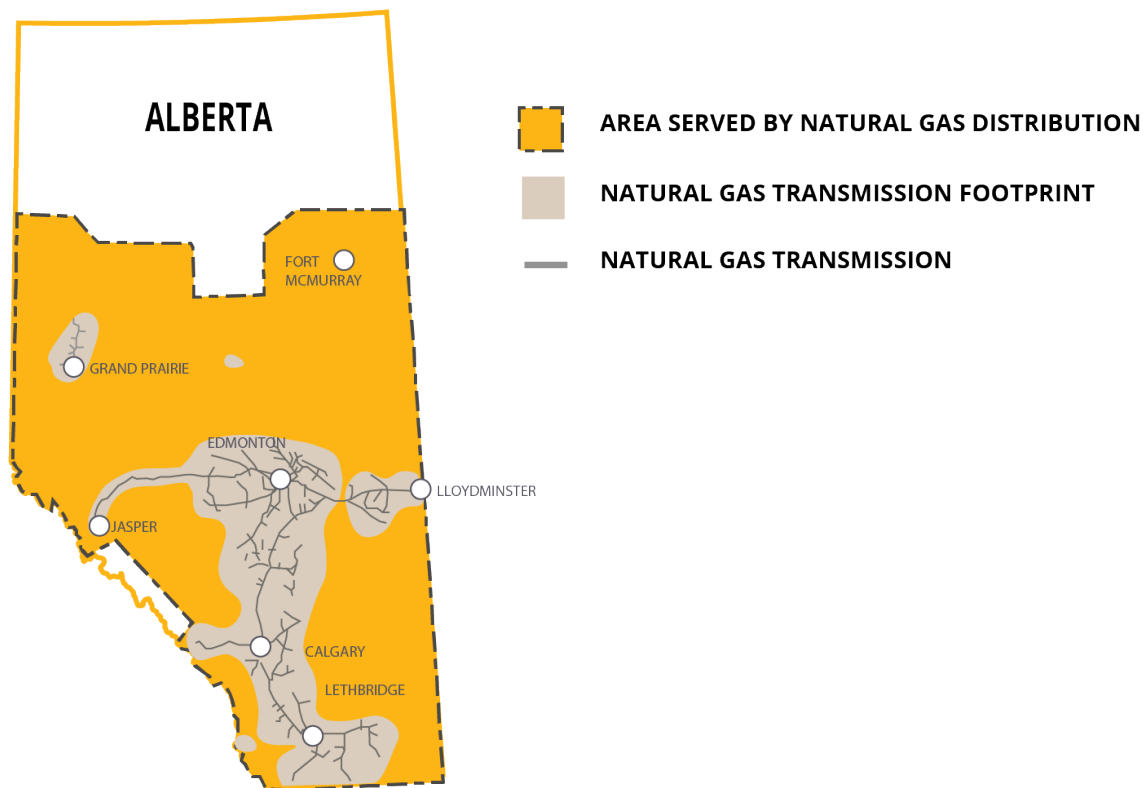 ALBERTA
AREA SERVED BY NATURAL GAS DISTRIBUTION
NATURAL GAS TRANSMISSION FOOTPRINT
NATURAL GAS TRANSMISSION
FORT
MCMURRAY
GRAND PRAIRIE
EDMONTON
LLOYDMINSTER
JASPER
CALGARY
LETHBRIDGE